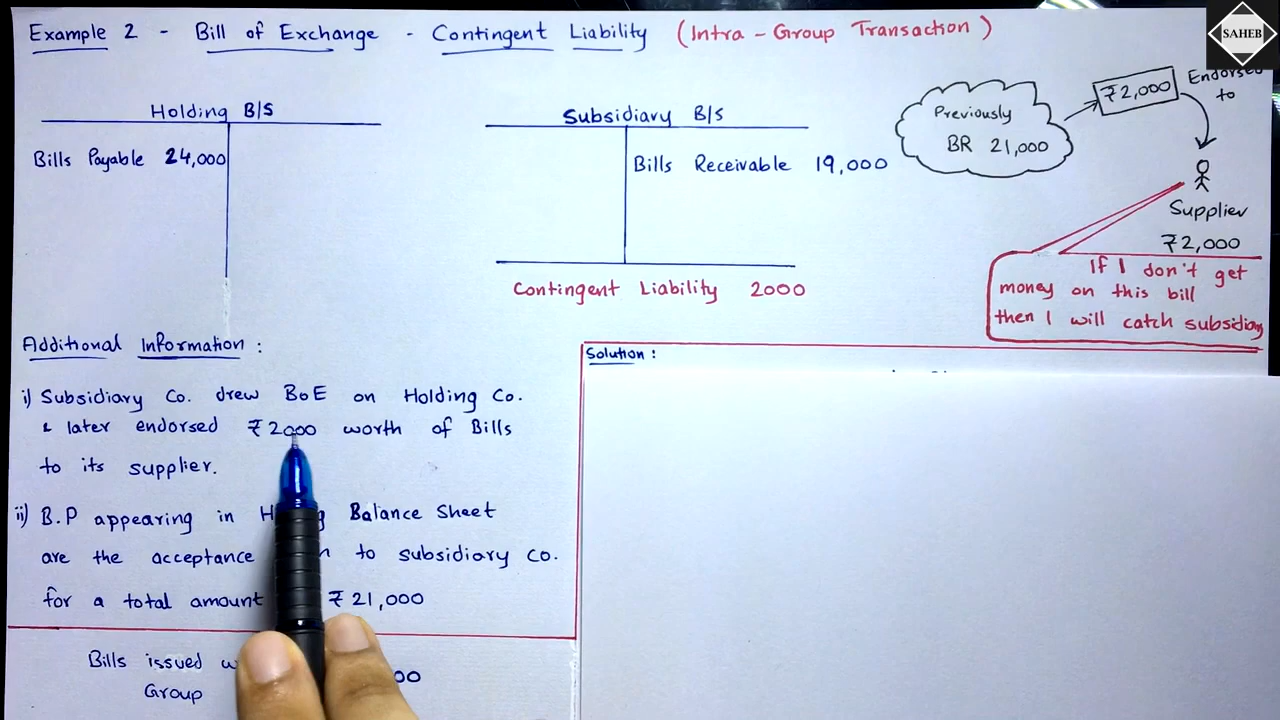 Example 2 - Bill of Exchange - Contingent Liability (Intra - Group Transaction)
SAHEB
Holding B/S
Bills Payable 24,000
Subsidiary B/S
Bills Receivable 19,000
Contingent Liability 2000
Previously
BR 21,000
₹2,000
Endorsed
to
Supplier
₹2,000
If I don't get
money on this bill
then I will catch subsidiary
Additional Information :
i) Subsidiary Co. drew BoE on Holding Co.
& later endorsed ₹2000 worth of Bills
to its supplier.
ii) B.P appearing in Balance Sheet
are the acceptance to subsidiary co.
for a total amount ₹21,000
Bills issued
Group
Solution :